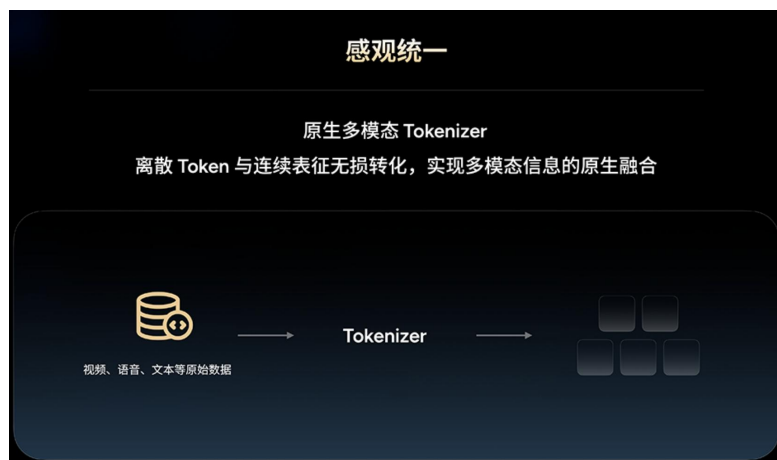 感观统一
原生多模态 Tokenizer
离散 Token 与连续表征无损转化，实现多模态信息的原生融合
视频、语音、文本等原始数据
Tokenizer